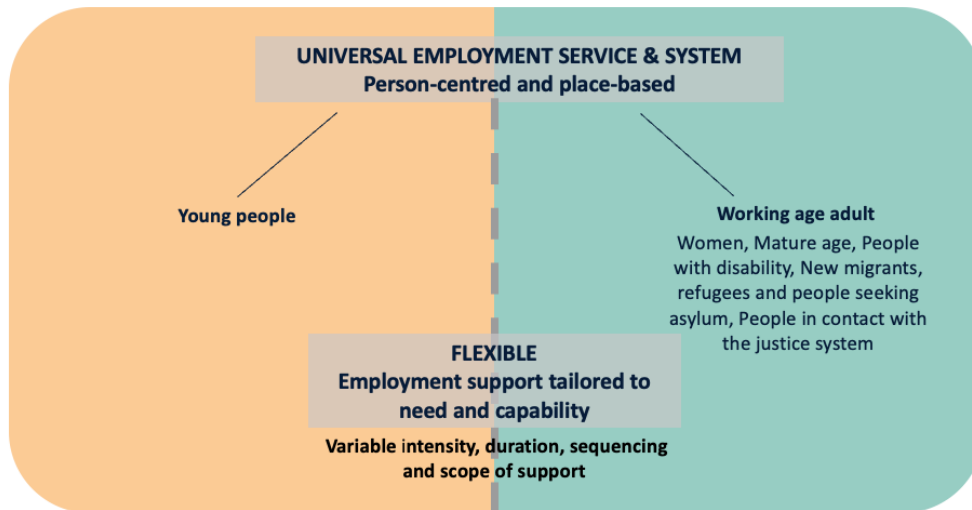 UNIVERSAL EMPLOYMENT SERVICE & SYSTEM
Person-centred and place-based
Young people
Working age adult
Women, Mature age, People
with disability, New migrants,
refugees and people seeking
asylum, People in contact with
the justice system
FLEXIBLE
Employment support tailored to
need and capability
Variable intensity, duration, sequencing
and scope of support